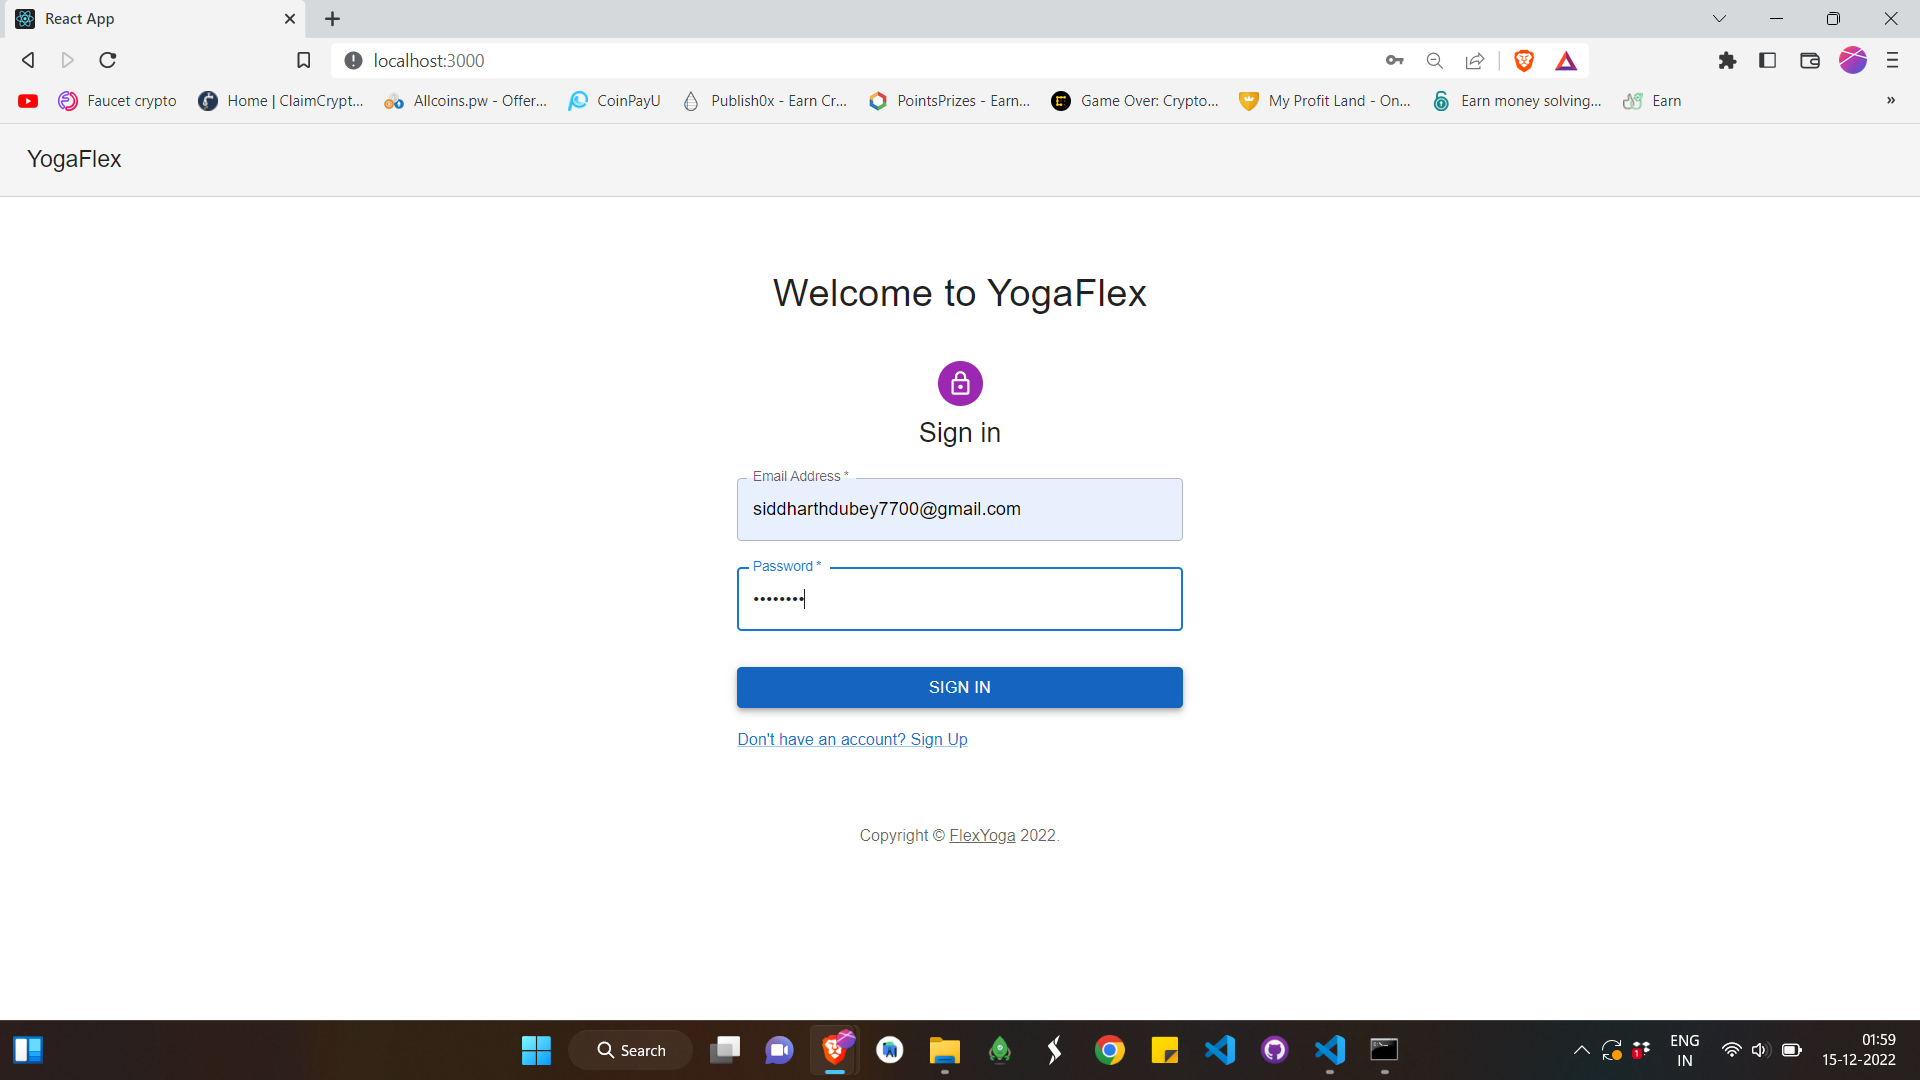 React App
localhost:3000
Faucet crypto
Home | ClaimCrypt...
Allcoins.pw - Offer...
CoinPayU
Publish0x - Earn Cr...
PointsPrizes - Earn...
Game Over: Crypto...
My Profit Land - On...
Earn money solving...
Earn
»
YogaFlex
Welcome to YogaFlex
Sign in
Email Address *
siddharthdubey7700@gmail.com
Password *
••••••••
SIGN IN
Don't have an account? Sign Up
Copyright © FlexYoga 2022.
Search
1
ENG
IN
01:59
15-12-2022